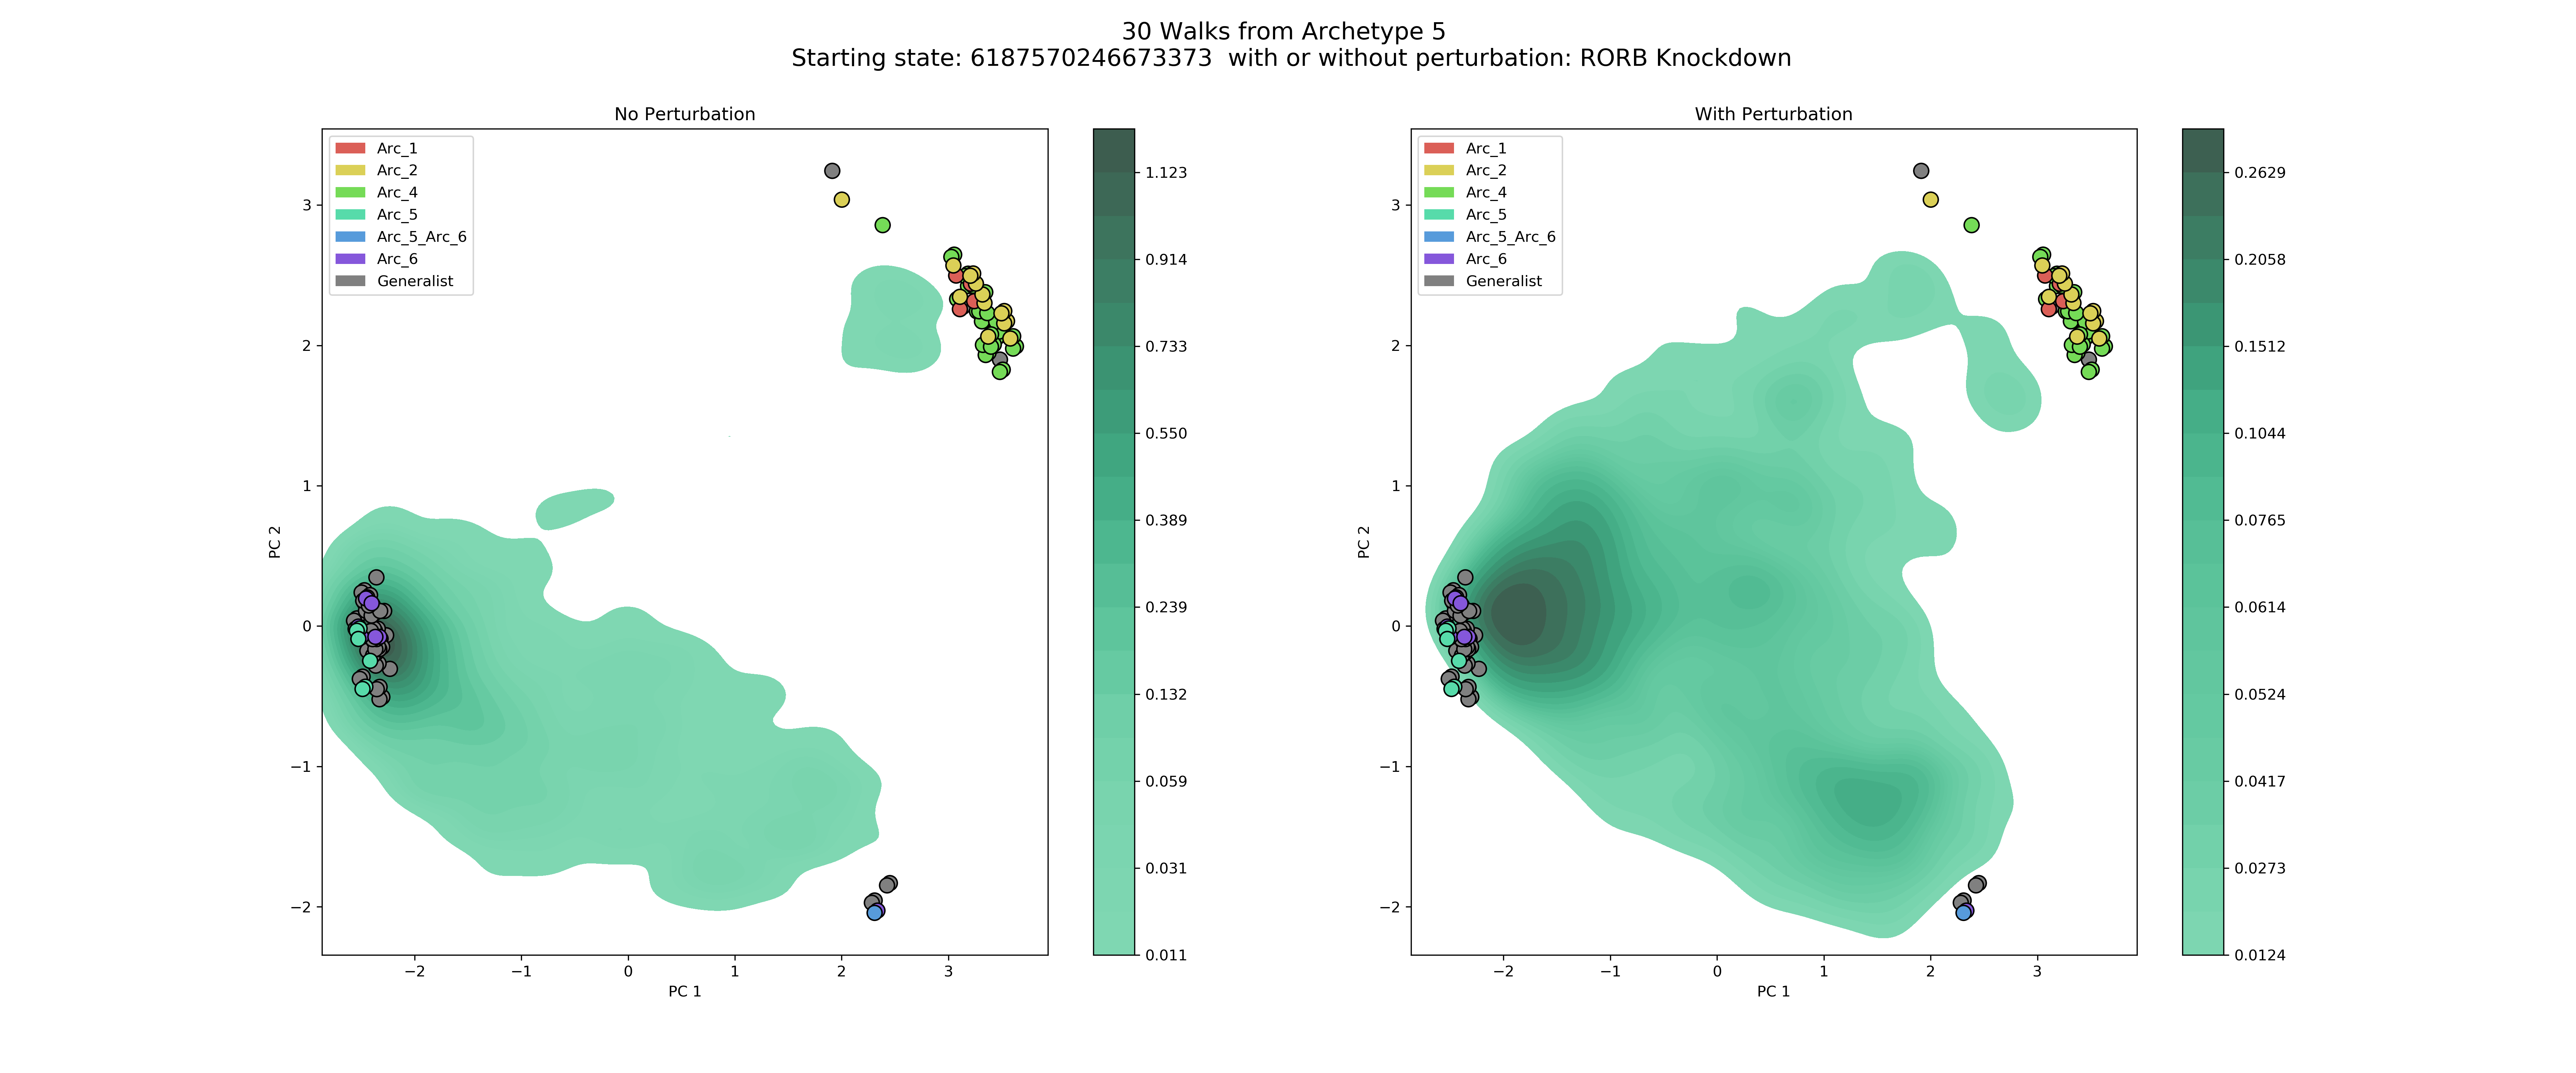 30 Walks from Archetype 5
Starting state: 6187570246673373  with or without perturbation: RORB Knockdown
No Perturbation
Arc_1
Arc_2
Arc_4
Arc_5
Arc_5_Arc_6
Arc_6
Generalist
3
2
1
0
−1
−2
PC 2
−2
−1
0
1
2
3
PC 1
1.123
0.914
0.733
0.550
0.389
0.239
0.132
0.059
0.031
0.011
With Perturbation
Arc_1
Arc_2
Arc_4
Arc_5
Arc_5_Arc_6
Arc_6
Generalist
3
2
1
0
−1
−2
PC 2
−2
−1
0
1
2
3
PC 1
0.2629
0.2058
0.1512
0.1044
0.0765
0.0614
0.0524
0.0417
0.0273
0.0124